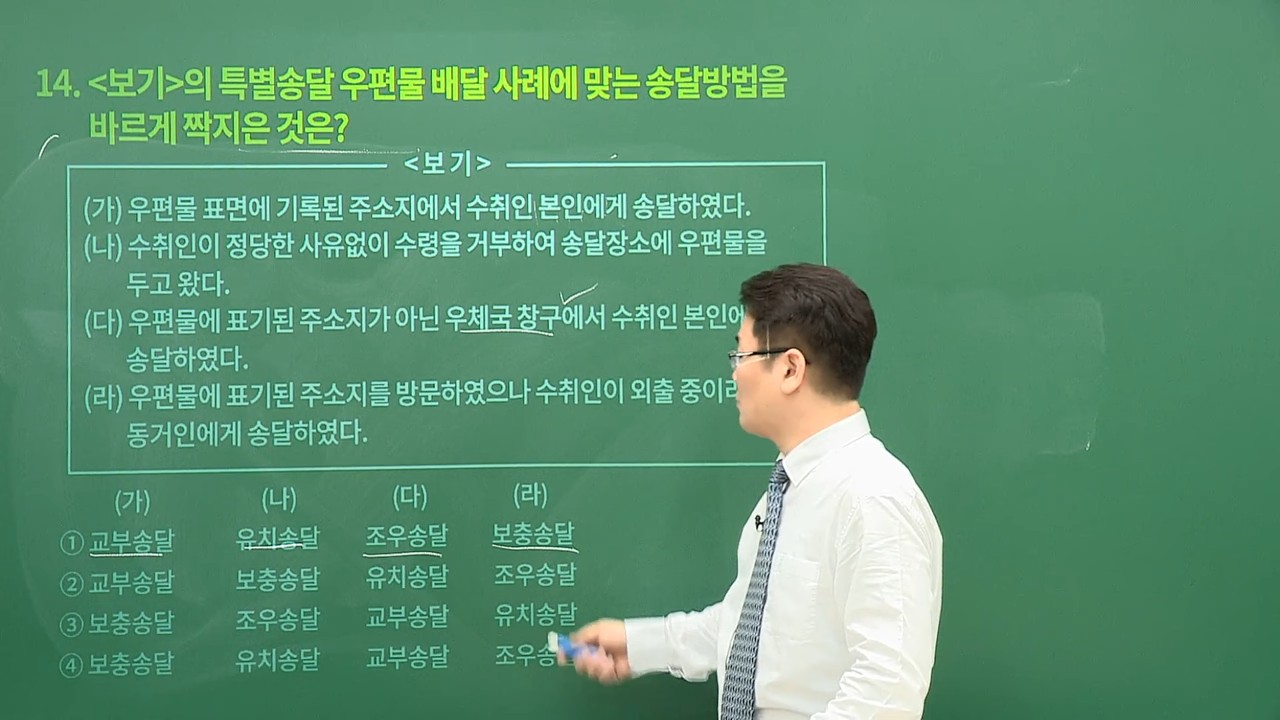 14. <보기>의 특별송달 우편물 배달 사례에 맞는 송달방법을
바르게 짝지은 것은?
<보기>
(가) 우편물 표면에 기록된 주소지에서 수취인 본인에게 송달하였다.
(나) 수취인이 정당한 사유없이 수령을 거부하여 송달장소에 우편물을
두고 왔다.
(다) 우편물에 표기된 주소지가 아닌 우체국 창구에서 수취인
송달하였다.
(라) 우편물에 표기된 주소지를 방문하였으나 수취인이 외출
동거인에게 송달하였다.
(가) (나) (다) (라)
① 교부송달 유치송달 조우송달 보충송달
② 교부송달 보충송달 유치송달 조우송달
③ 보충송달 조우송달 교부송달 유치송달
④ 보충송달 유치송달 교부송달